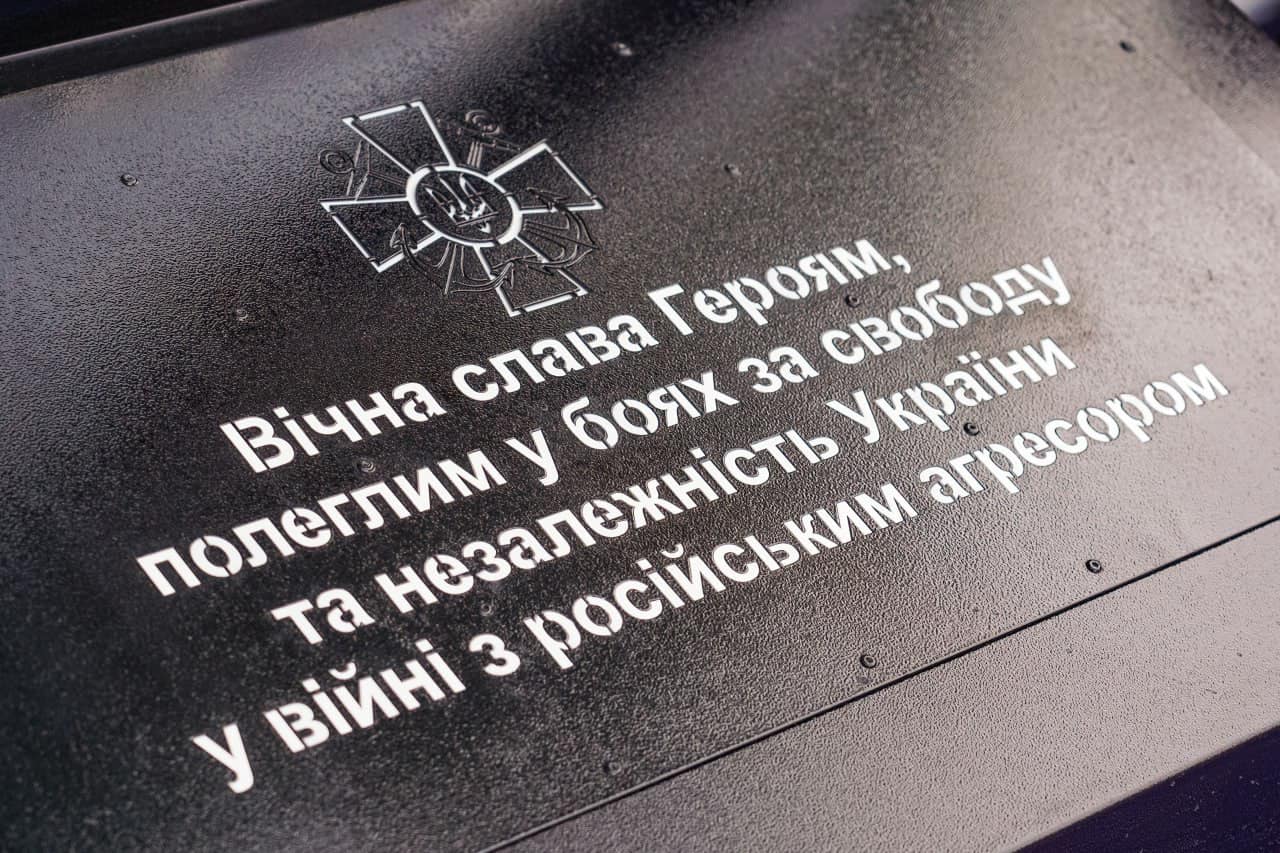 Вічна слава Героям,
полеглим у боях за свободу
та незалежність України
у війні з російським агресором